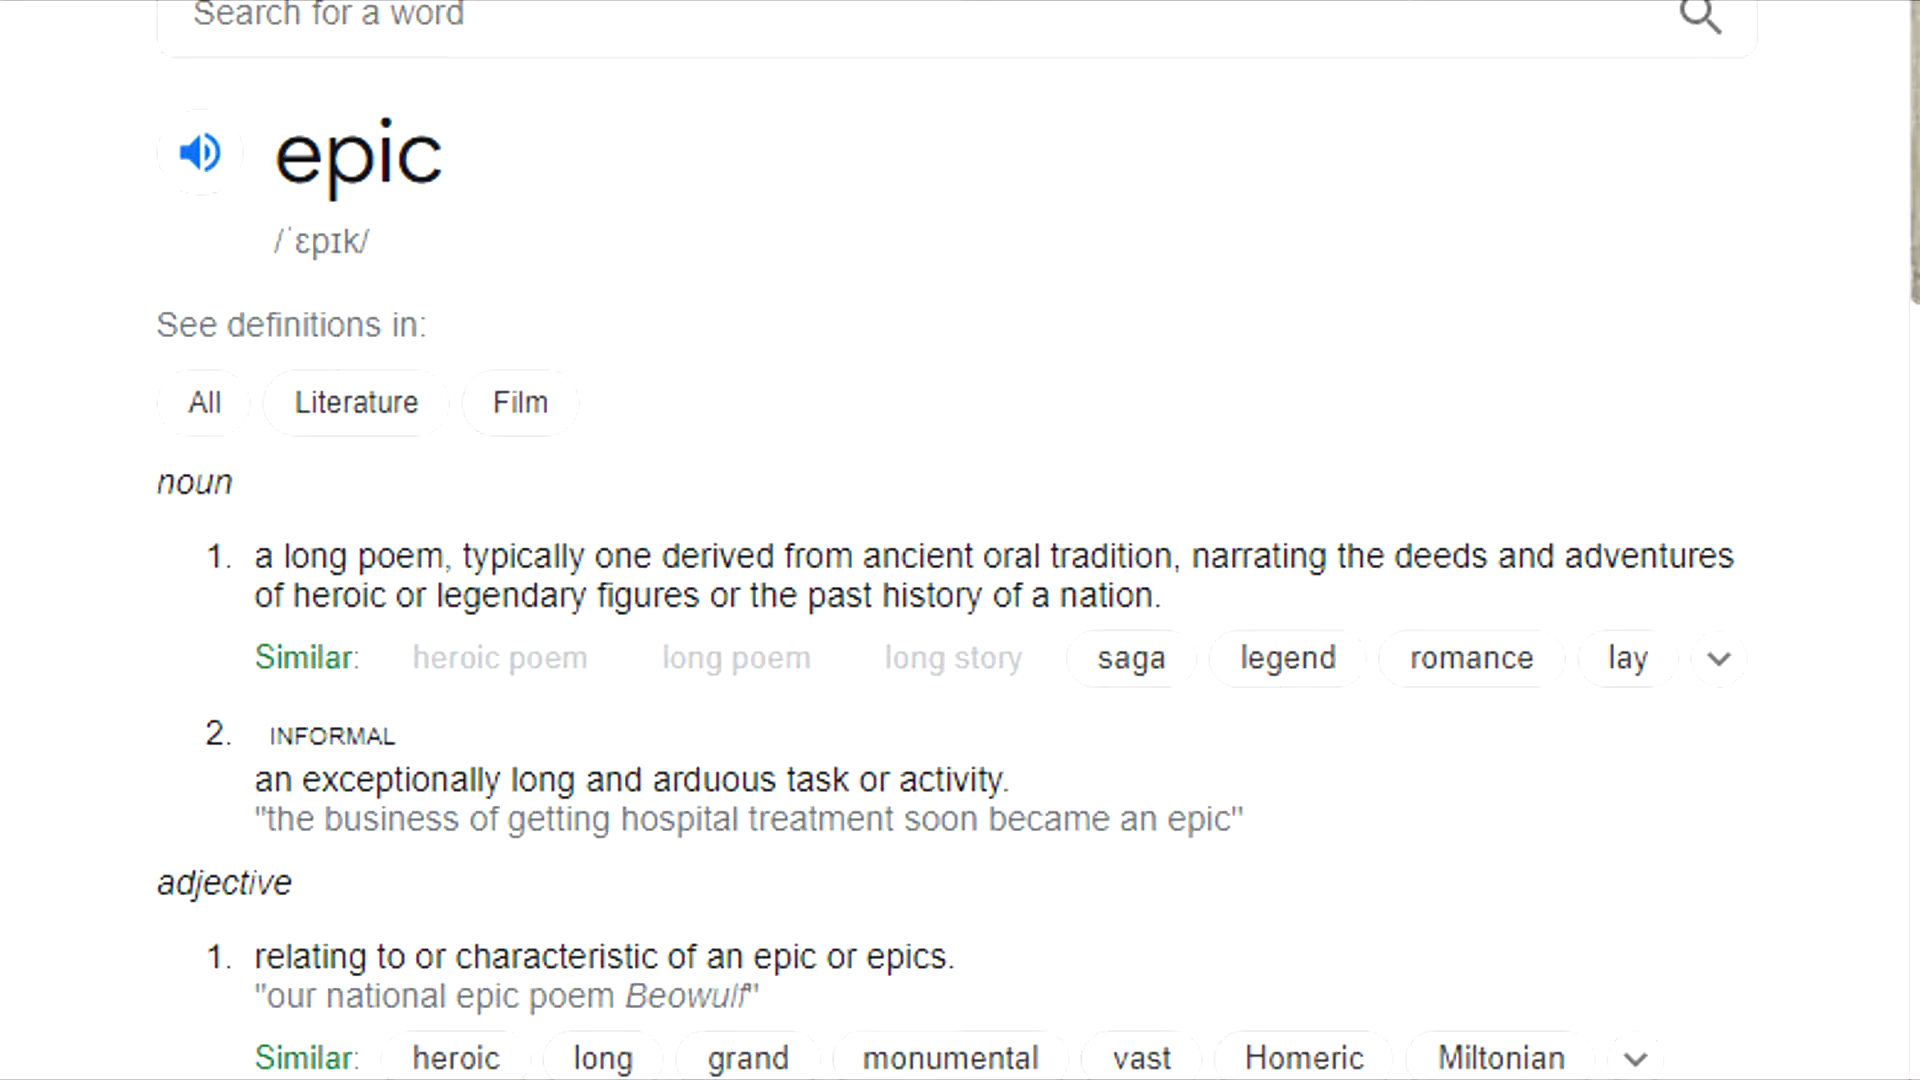 Search for a word
epic
/ˈɛpɪk/
See definitions in:
All Literature Film
noun
1. a long poem, typically one derived from ancient oral tradition, narrating the deeds and adventures
of heroic or legendary figures or the past history of a nation.
Similar: heroic poem long poem long story saga legend romance lay
2. INFORMAL
an exceptionally long and arduous task or activity.
"the business of getting hospital treatment soon became an epic"
adjective
1. relating to or characteristic of an epic or epics.
"our national epic poem Beowulf"
Similar: heroic long grand monumental vast Homeric Miltonian